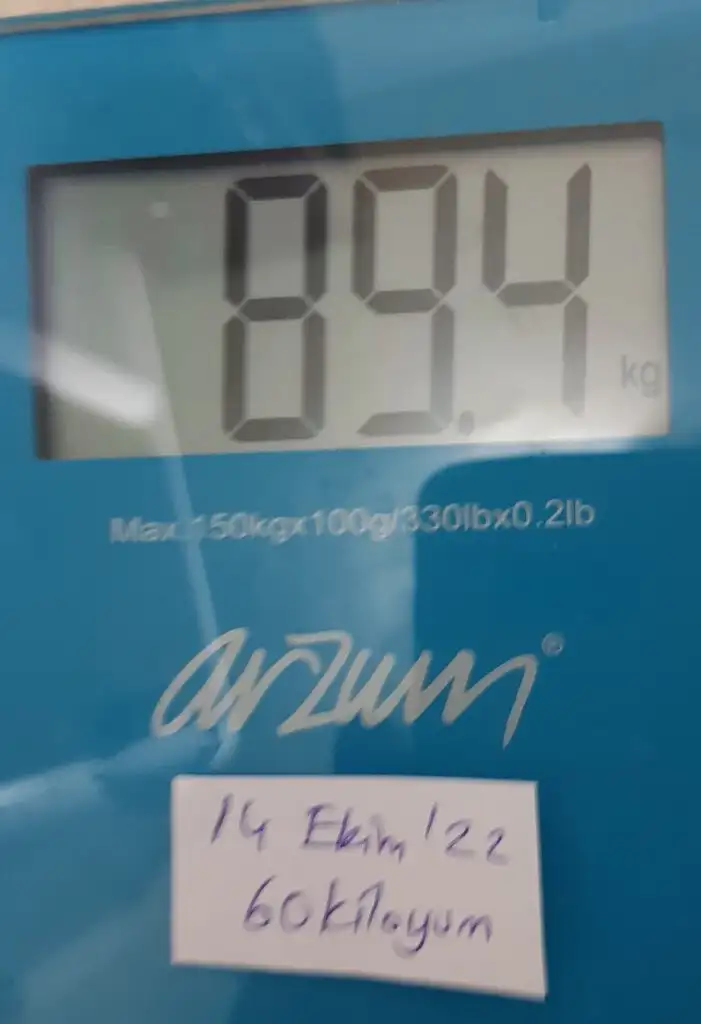 89.4 kg
Max.150kgx100g/330lbx0.2lb
arzum®
14 Ekim '22
60kiloyum